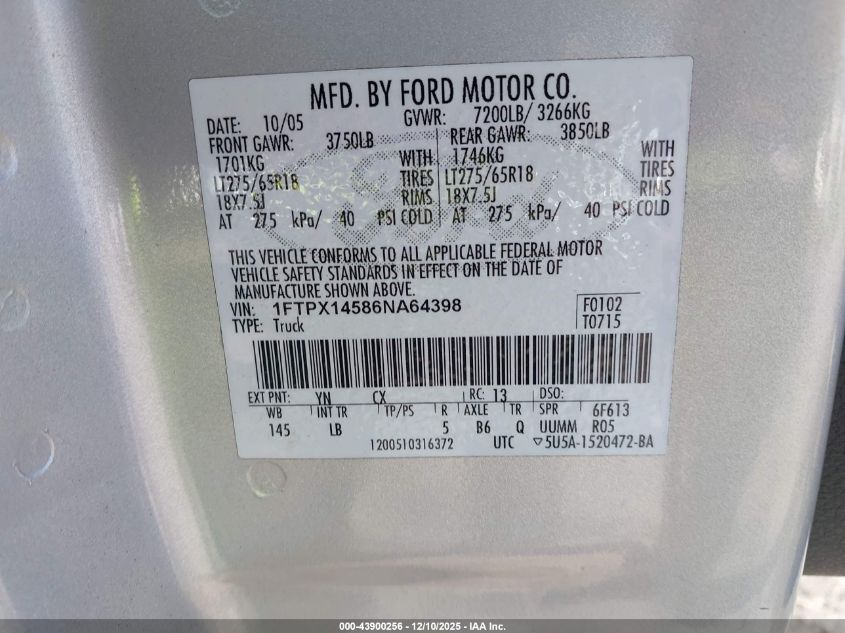 MFD. BY FORD MOTOR CO.
DATE: 10/05 GVWR: 7200LB/ 3266KG
FRONT GAWR: 3750LB REAR GAWR: 3850LB
1701KG WITH 1746KG WITH
LT275/65R18 TIRES LT275/65R18 TIRES
18X7.5J RIMS 18X7.5J RIMS
AT 275 kPa/ 40 PSI COLD AT 275 kPa/ 40 PSI COLD
THIS VEHICLE CONFORMS TO ALL APPLICABLE FEDERAL MOTOR
VEHICLE SAFETY STANDARDS IN EFFECT ON THE DATE OF
MANUFACTURE SHOWN ABOVE.
VIN: 1FTPX14586NA64398 F0102
TYPE: Truck T0715
EXT PNT: YN CX RC: 13 DSO:
WB INT TR TP/PS R AXLE TR SPR 6F613
145 LB 5 B6 Q UUMM R05
1200510316372 UTC ▽5U5A-1520472-BA
000-43900256 - 12/10/2025 - IAA Inc.